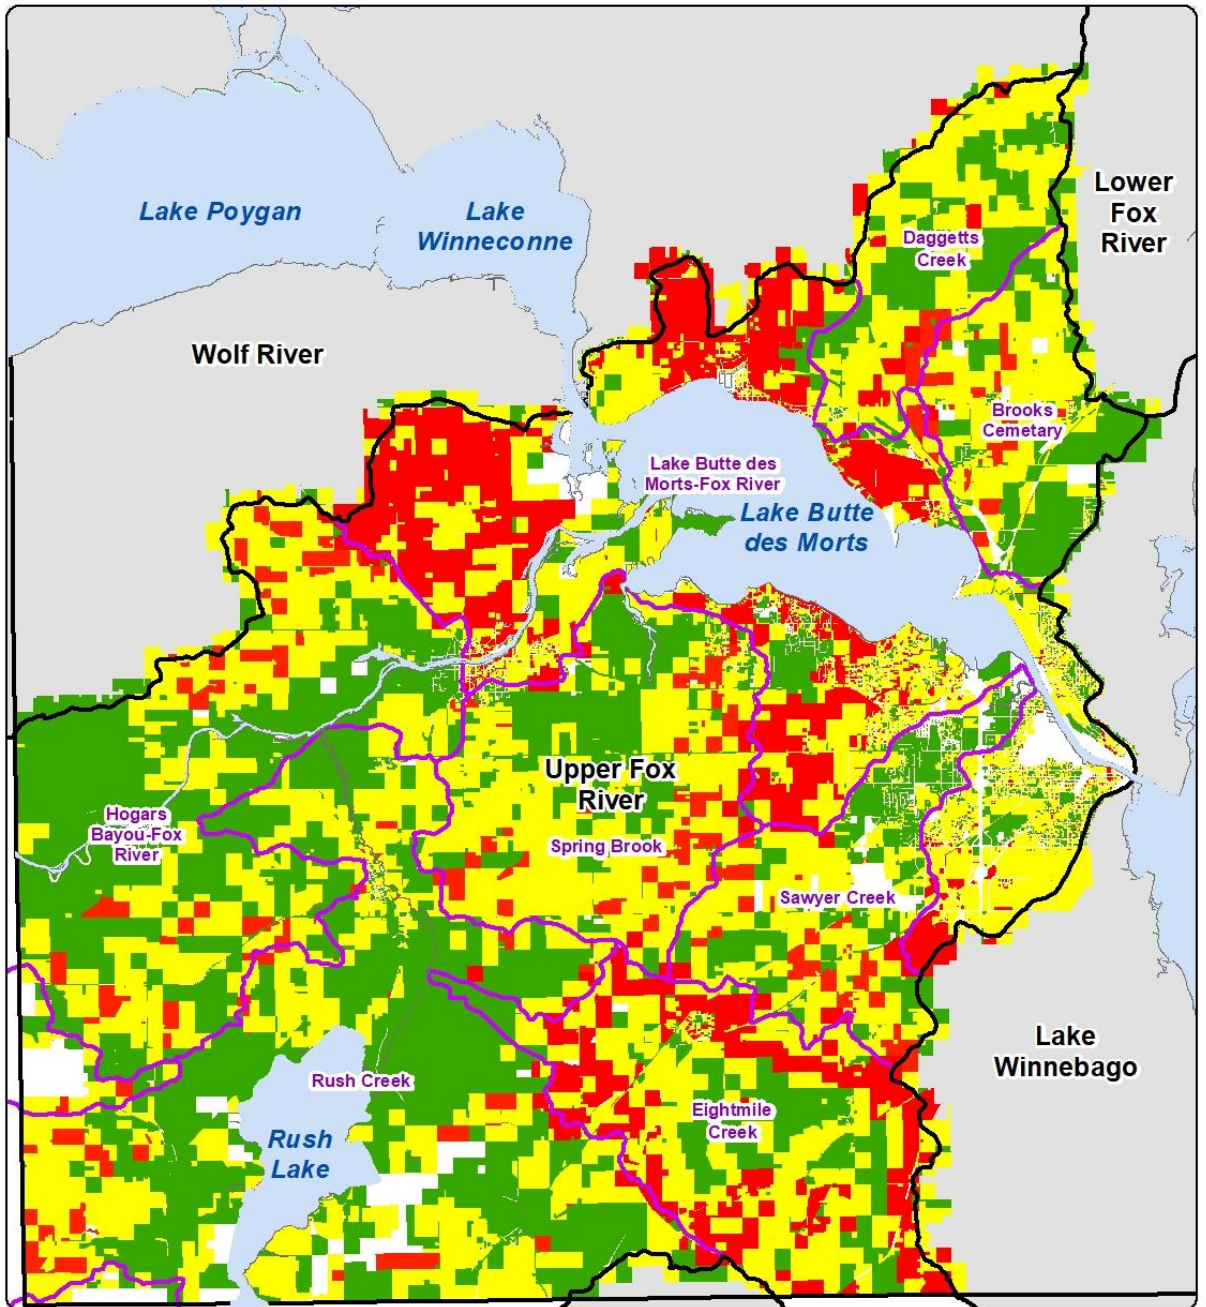 Lower
Fox
River
Lake Poygan
Lake
Winneconne
Daggetts
Creek
Wolf River
Brooks
Cemetary
Lake Butte des
Morts-Fox River
Lake Butte
des Morts
Upper Fox
River
Hogars
Bayou-Fox
River
Spring Brook
Sawyer Creek
Lake
Winnebago
Rush Creek
Eightmile
Creek
Rush
Lake